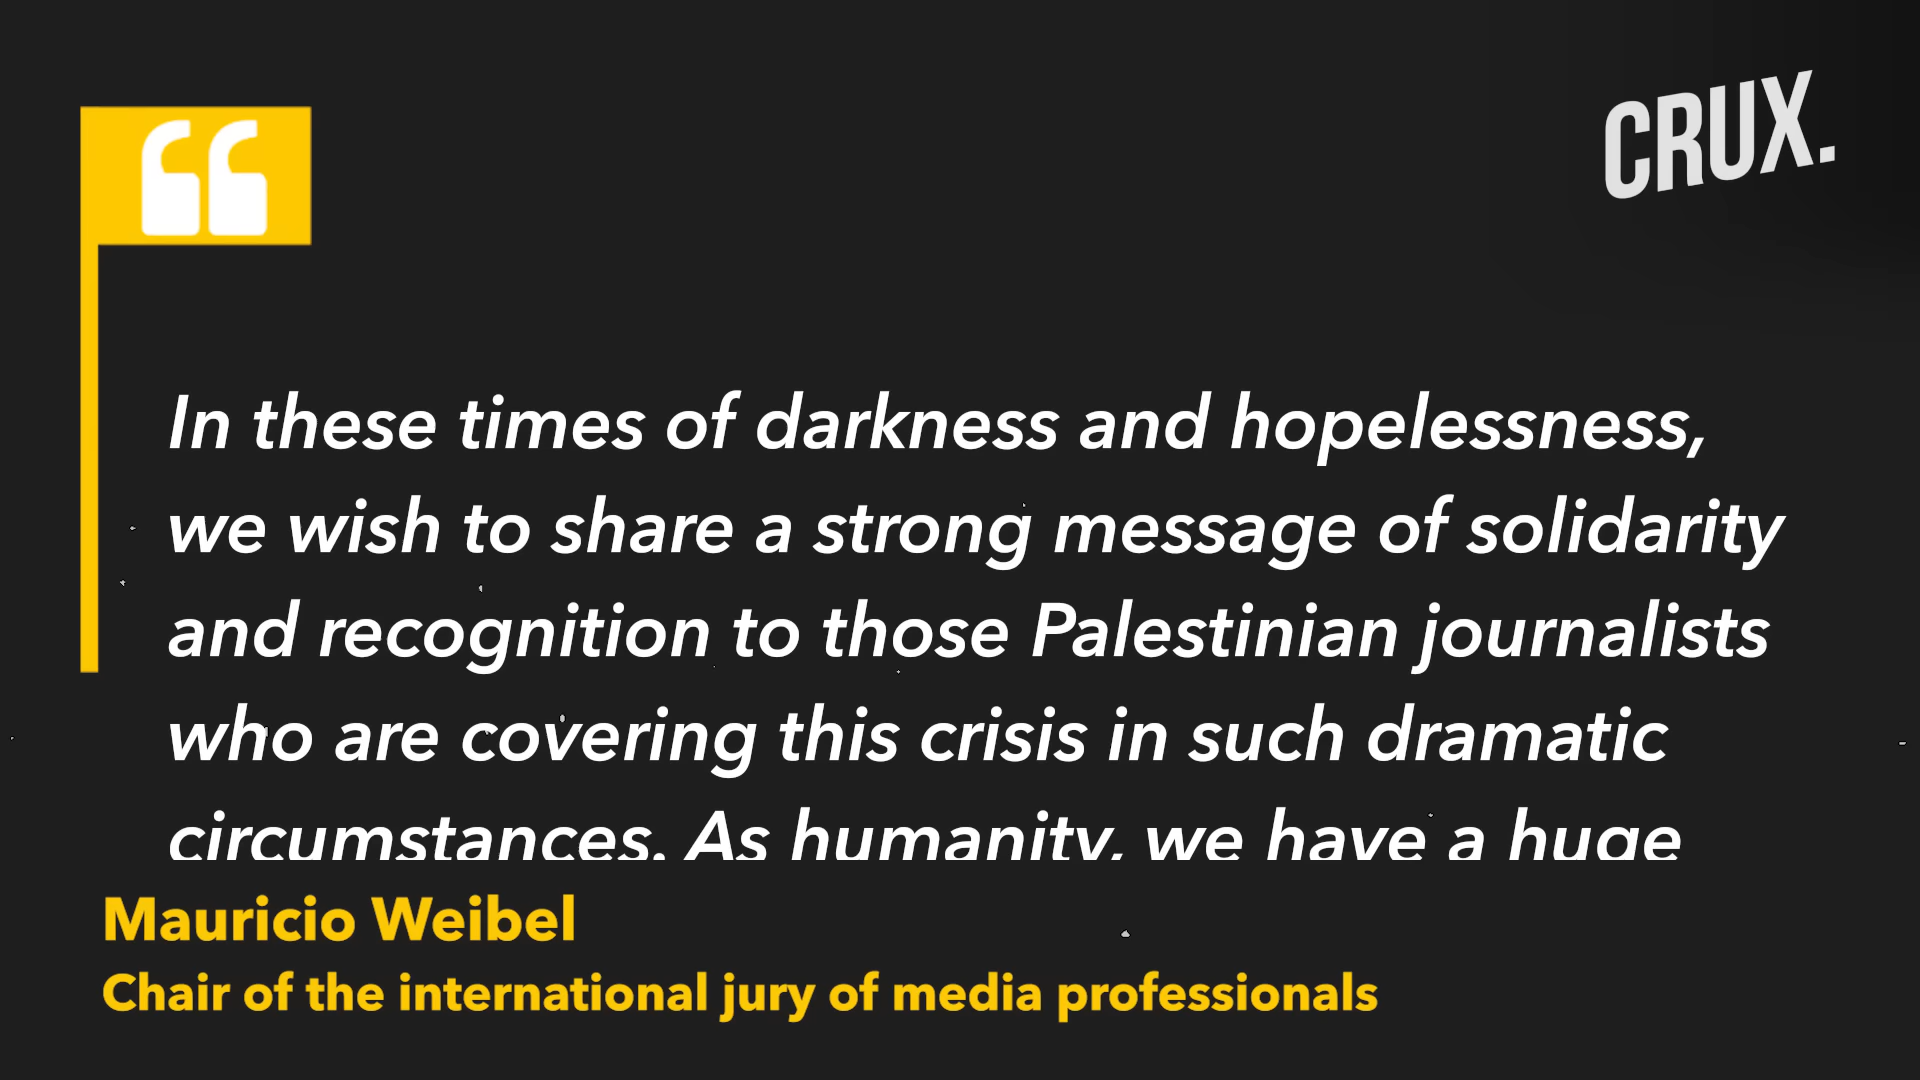 CRUX.
In these times of darkness and hopelessness,
we wish to share a strong message of solidarity
and recognition to those Palestinian journalists
who are covering this crisis in such dramatic
circumstances. As humanity, we have a huge
Mauricio Weibel
Chair of the international jury of media professionals